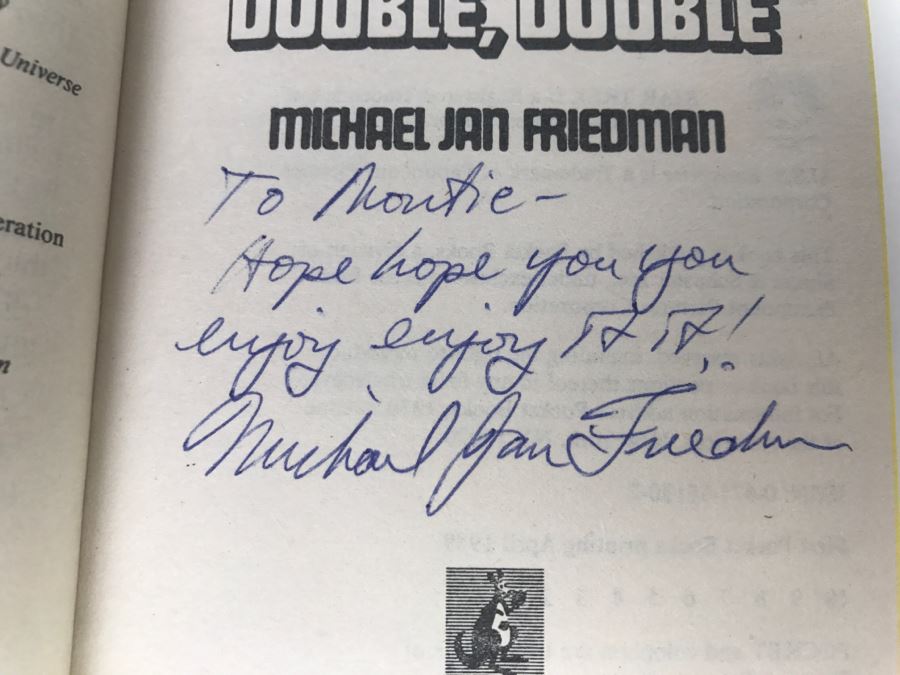 Universe
eration
n
DOUBLE, DOUBLE
MICHAEL JAN FRIEDMAN
To Montie -
Hope hope you you
enjoy enjoy IT IT!
Michael Jan Friedman
5